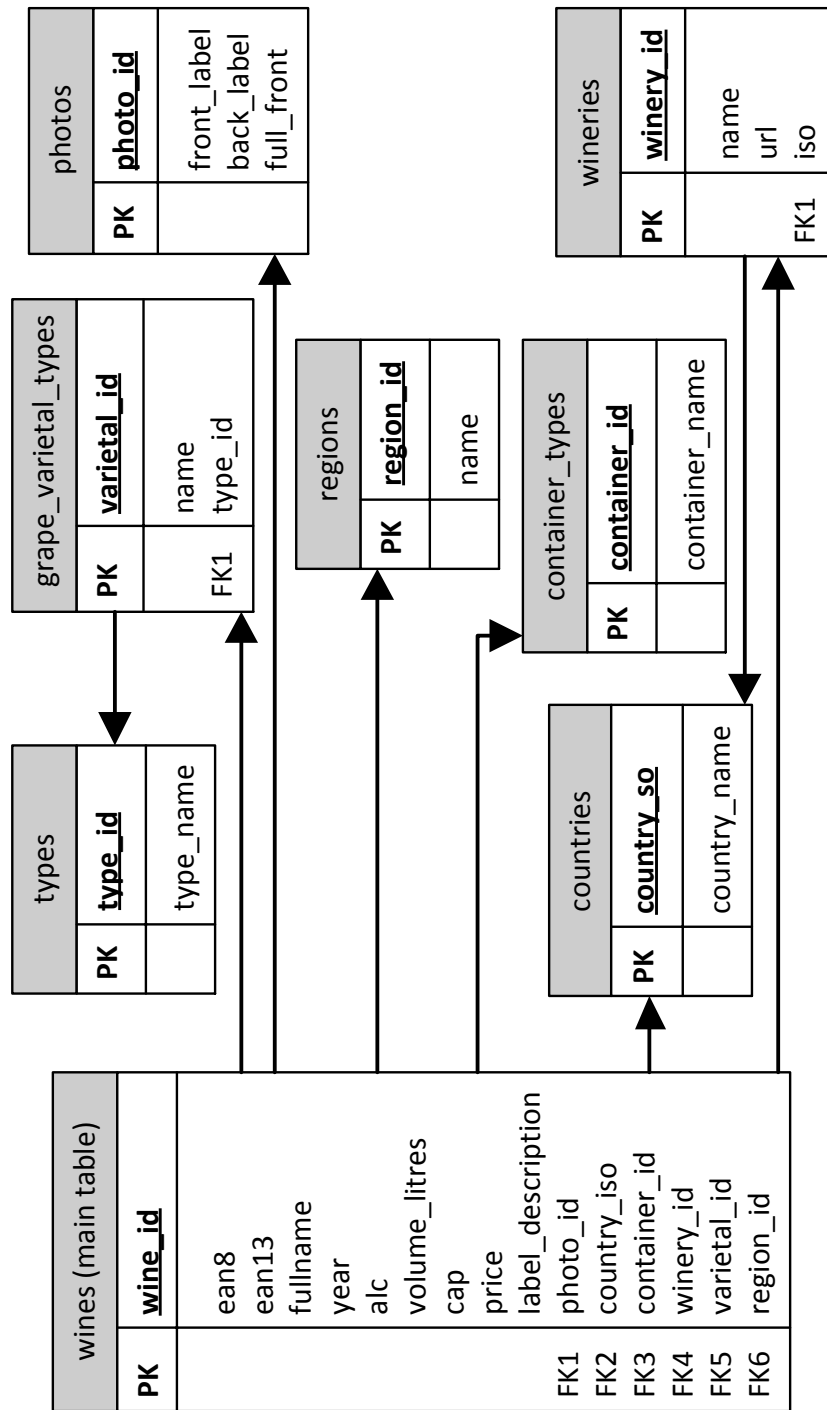 wines (main table)
PK wine_id
ean8
ean13
fullname
year
alc
volume_litres
cap
price
label_description
FK1 photo_id
FK2 country_iso
FK3 container_id
FK4 winery_id
FK5 varietal_id
FK6 region_id
types
PK type_id
type_name
grape_varietal_types
PK varietal_id
name
FK1 type_id
photos
PK photo_id
front_label
back_label
full_front
regions
PK region_id
name
container_types
PK container_id
container_name
countries
PK country_so
country_name
wineries
PK winery_id
name
url
FK1 iso